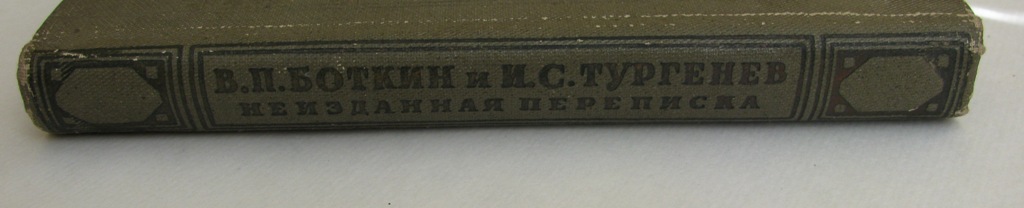 В.П.БОТКИН и И.С.ТУРГЕНЕВ
НЕИЗДАННАЯ ПЕРЕПИСКА